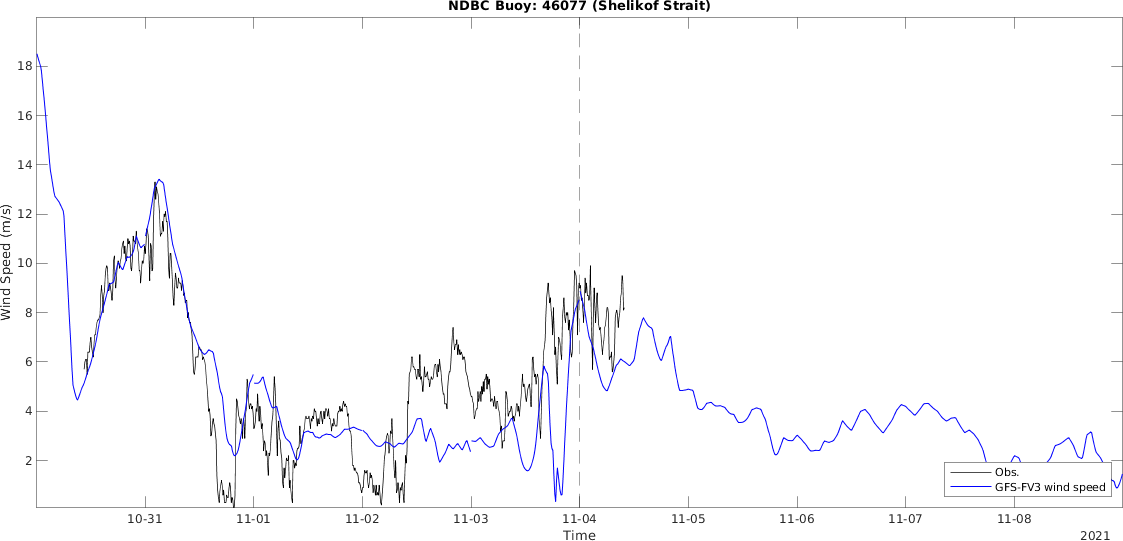 NDBC Buoy: 46077 (Shelikof Strait)
18
16
14
12
10
8
6
4
2
Wind Speed (m/s)
Obs.
GFS-FV3 wind speed
10-31 11-01 11-02 11-03 11-04 11-05 11-06 11-07 11-08
Time
2021